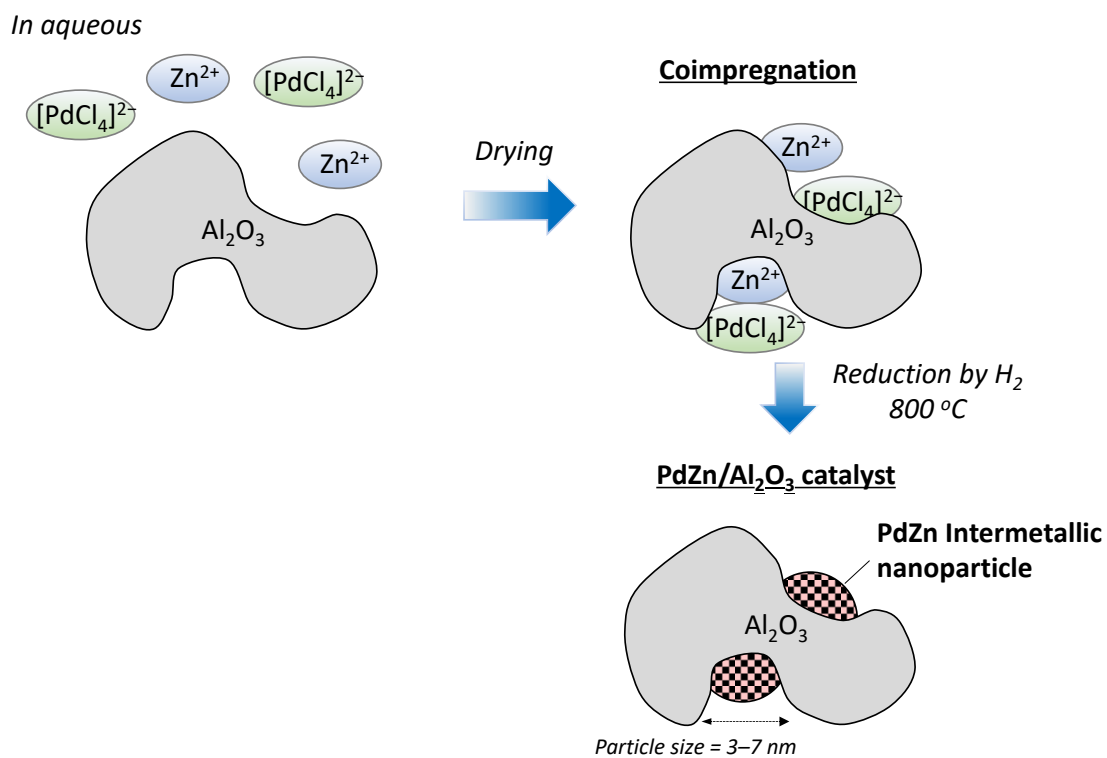 In aqueous
Zn²⁺
[PdCl₄]²⁻
[PdCl₄]²⁻
Zn²⁺
Al₂O₃
Drying
Coimpregnation
Zn²⁺
[PdCl₄]²⁻
Al₂O₃
Zn²⁺
[PdCl₄]²⁻
Reduction by H₂
800 ᵒC
PdZn/Al₂O₃ catalyst
PdZn Intermetallic
nanoparticle
Al₂O₃
Particle size = 3–7 nm